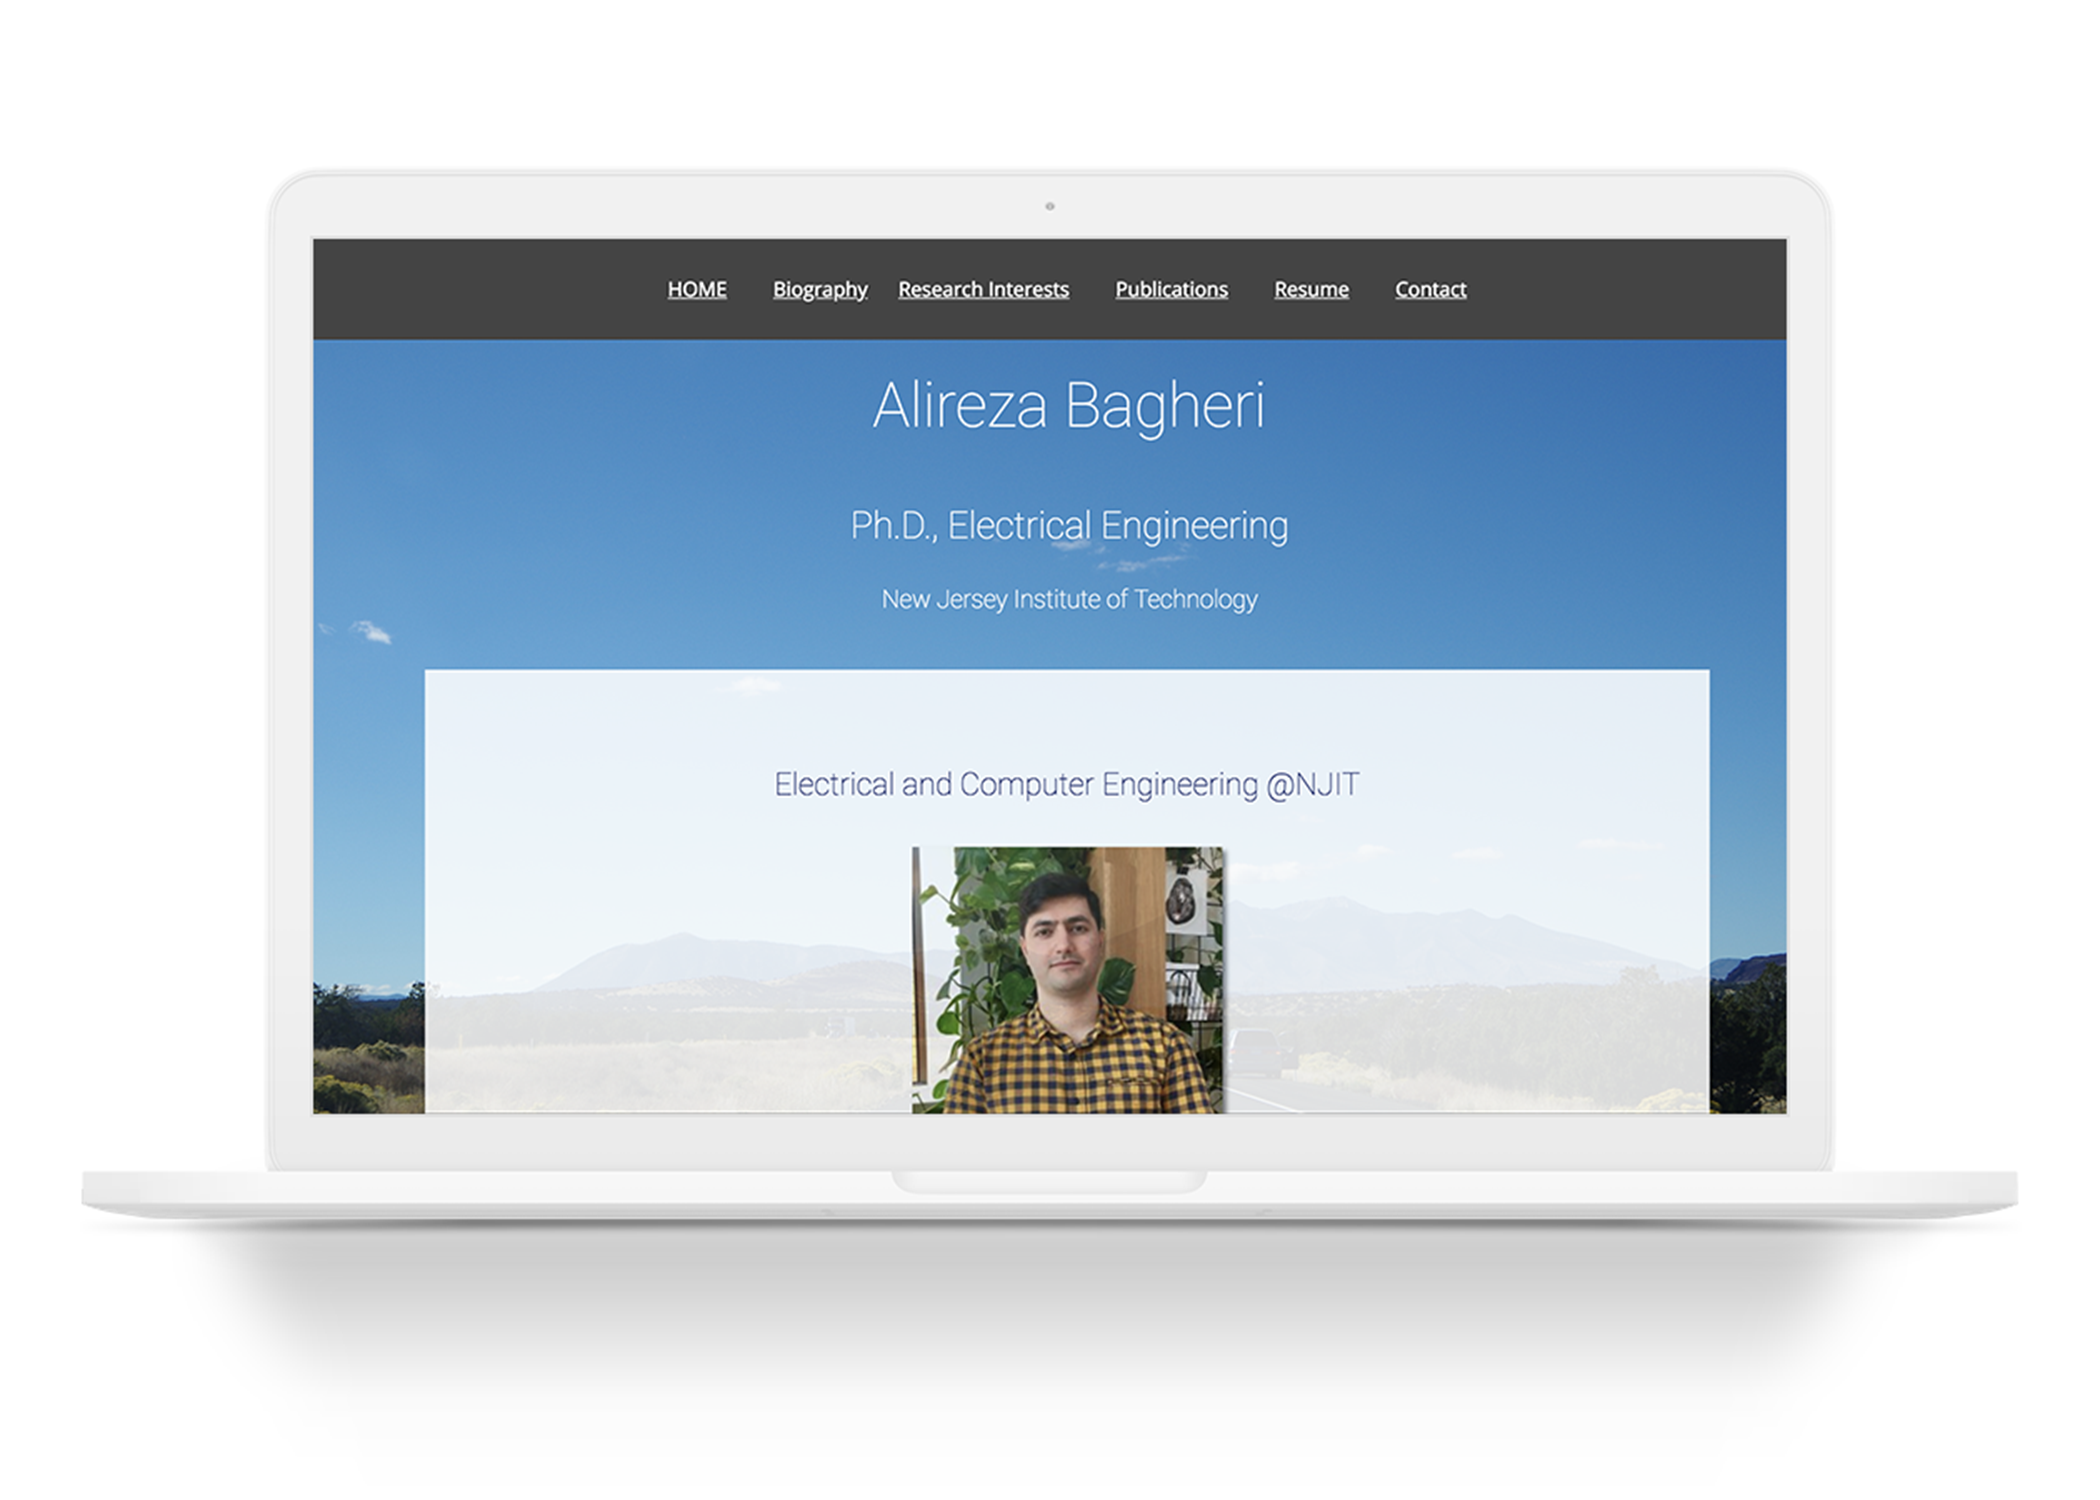 HOME Biography Research Interests Publications Resume Contact
Alireza Bagheri
Ph.D., Electrical Engineering
New Jersey Institute of Technology
Electrical and Computer Engineering @NJIT